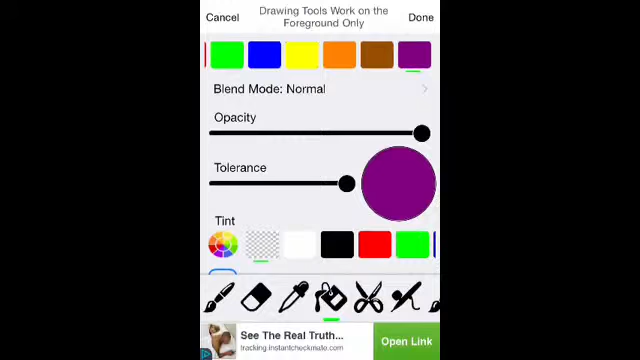 Cancel
Drawing Tools Work on the
Foreground Only
Done
Blend Mode: Normal
Opacity
Tolerance
Tint
See The Real Truth...
tracking.instantcheckmate.com
Open Link